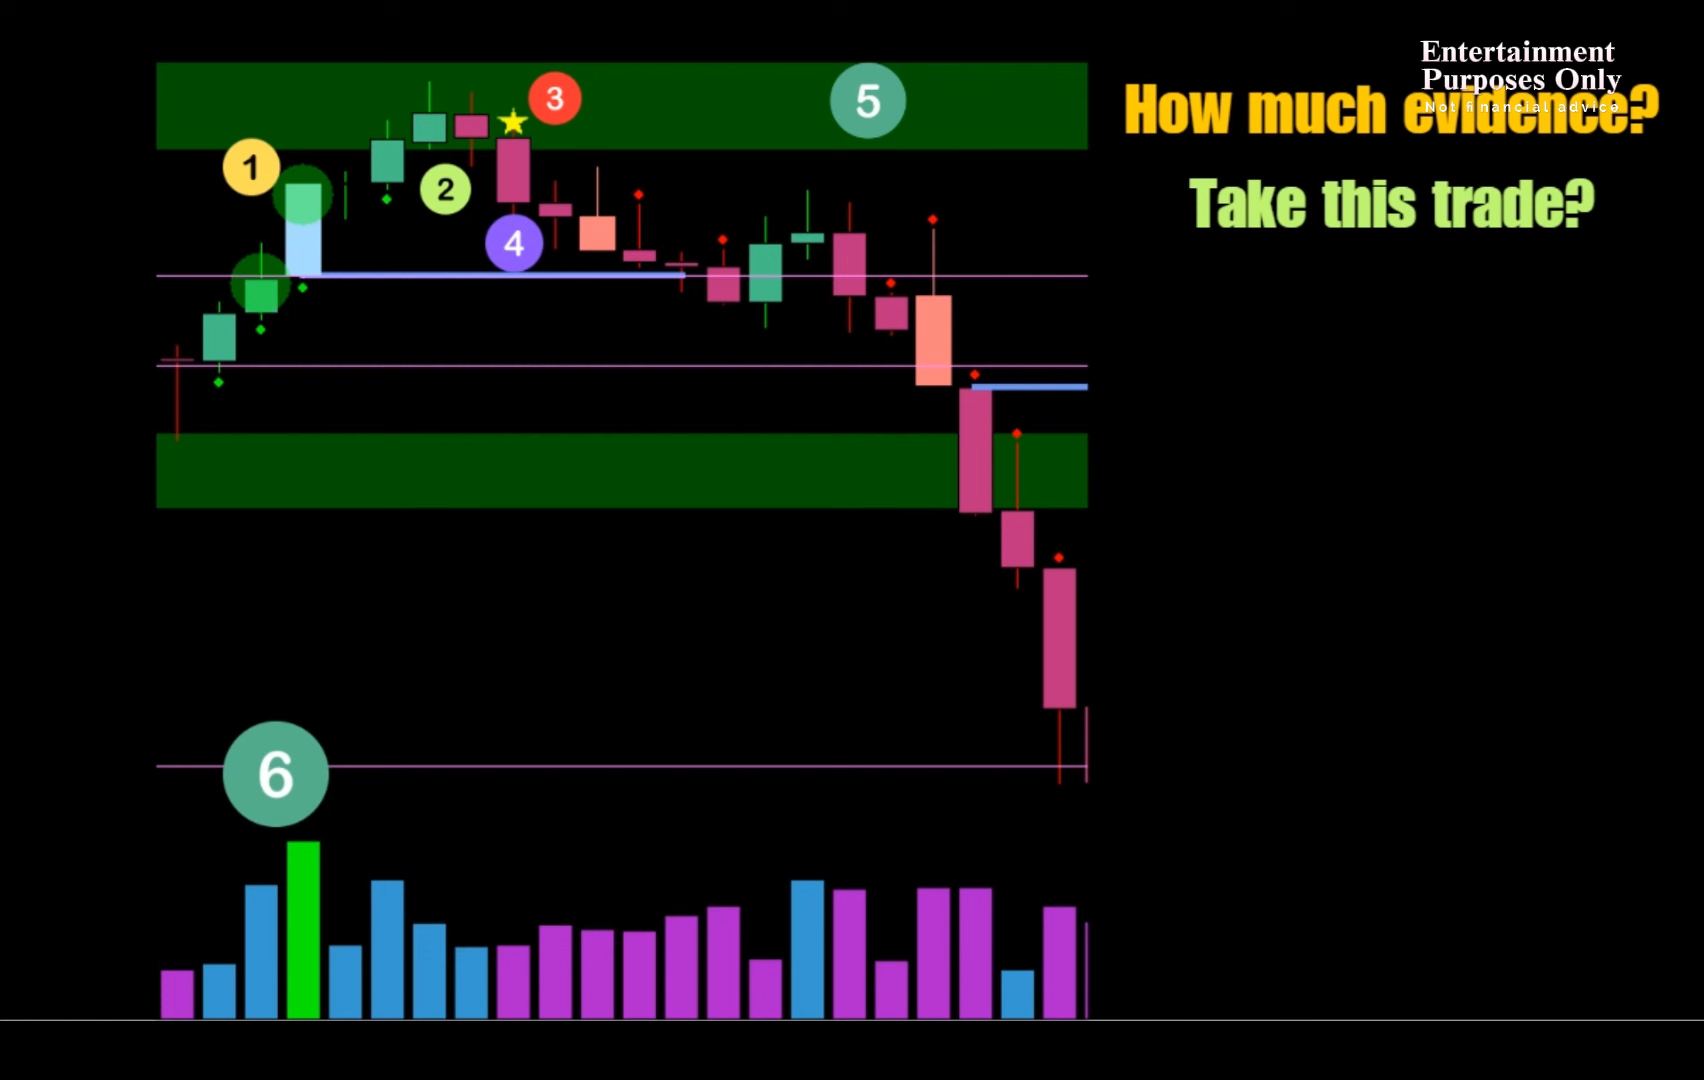 Entertainment
Purposes Only
Not financial advice
How much evidence?
Take this trade?
1
2
3
4
5
6